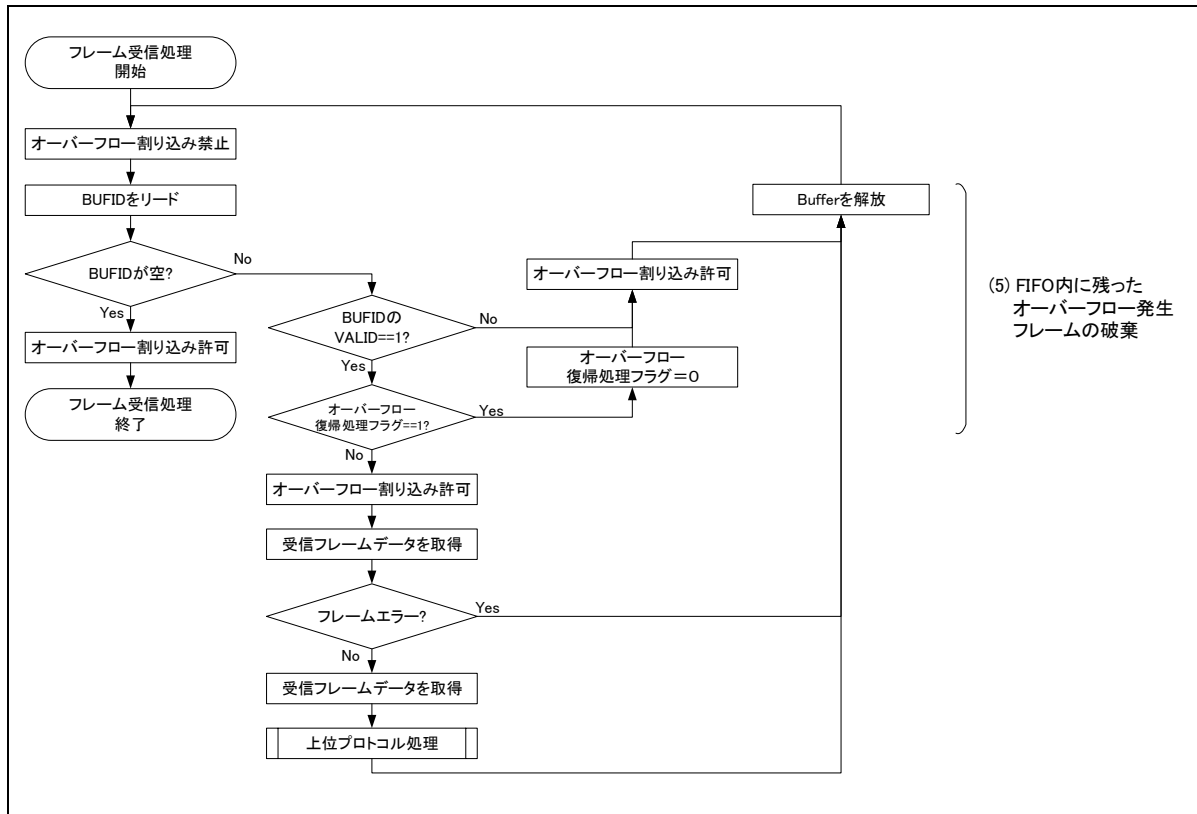 フレーム受信処理
開始
オーバーフロー割り込み禁止
BUFIDをリード
BUFIDが空?
No
Yes
オーバーフロー割り込み許可
フレーム受信処理
終了
BUFIDの
VALID==1?
No
Yes
オーバーフロー
復帰処理フラグ==1?
Yes
No
オーバーフロー割り込み許可
オーバーフロー
復帰処理フラグ=0
オーバーフロー割り込み許可
受信フレームデータを取得
フレームエラー?
Yes
No
受信フレームデータを取得
上位プロトコル処理
Bufferを解放
(5) FIFO内に残った
オーバーフロー発生
フレームの破棄